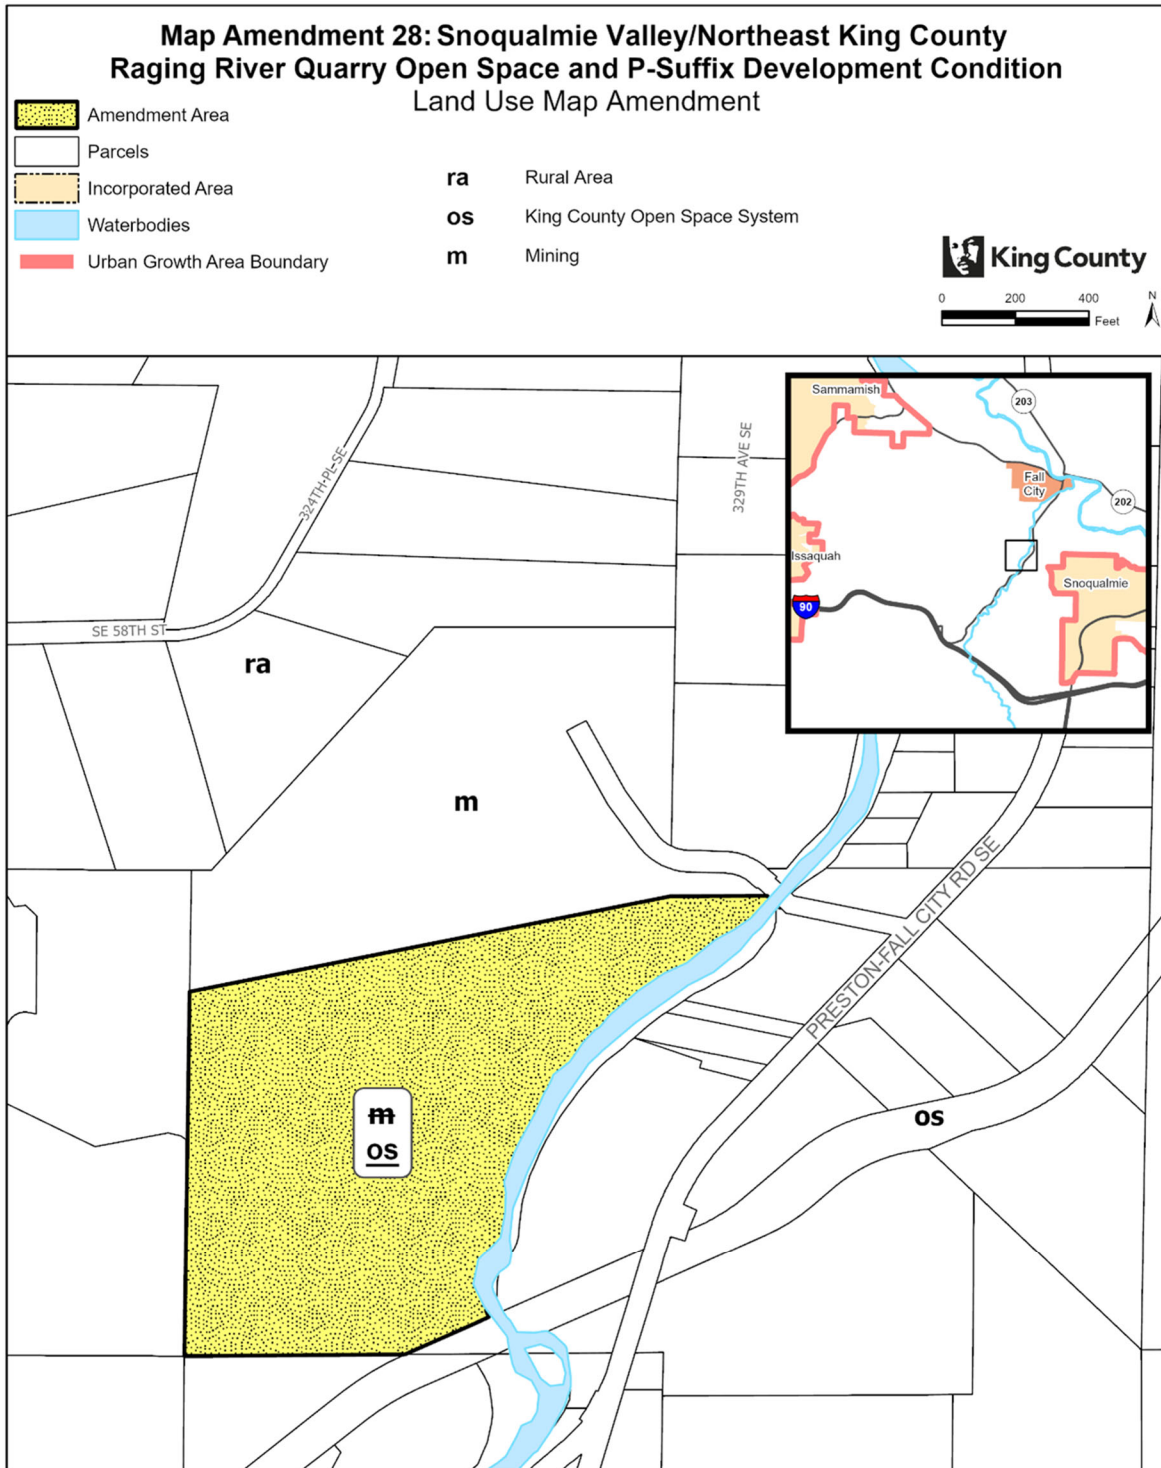 Map Amendment 28: Snoqualmie Valley/Northeast King County
Raging River Quarry Open Space and P-Suffix Development Condition
Land Use Map Amendment
Amendment Area
Parcels
Incorporated Area
Waterbodies
Urban Growth Area Boundary
ra Rural Area
os King County Open Space System
m Mining
King County
0 200 400
Feet
N
Sammamish
203
Fall
City
202
Issaquah
Snoqualmie
90
324TH PL SE
329TH AVE SE
SE 58TH ST
ra
m
PRESTON-FALL CITY RD SE
m
os
os